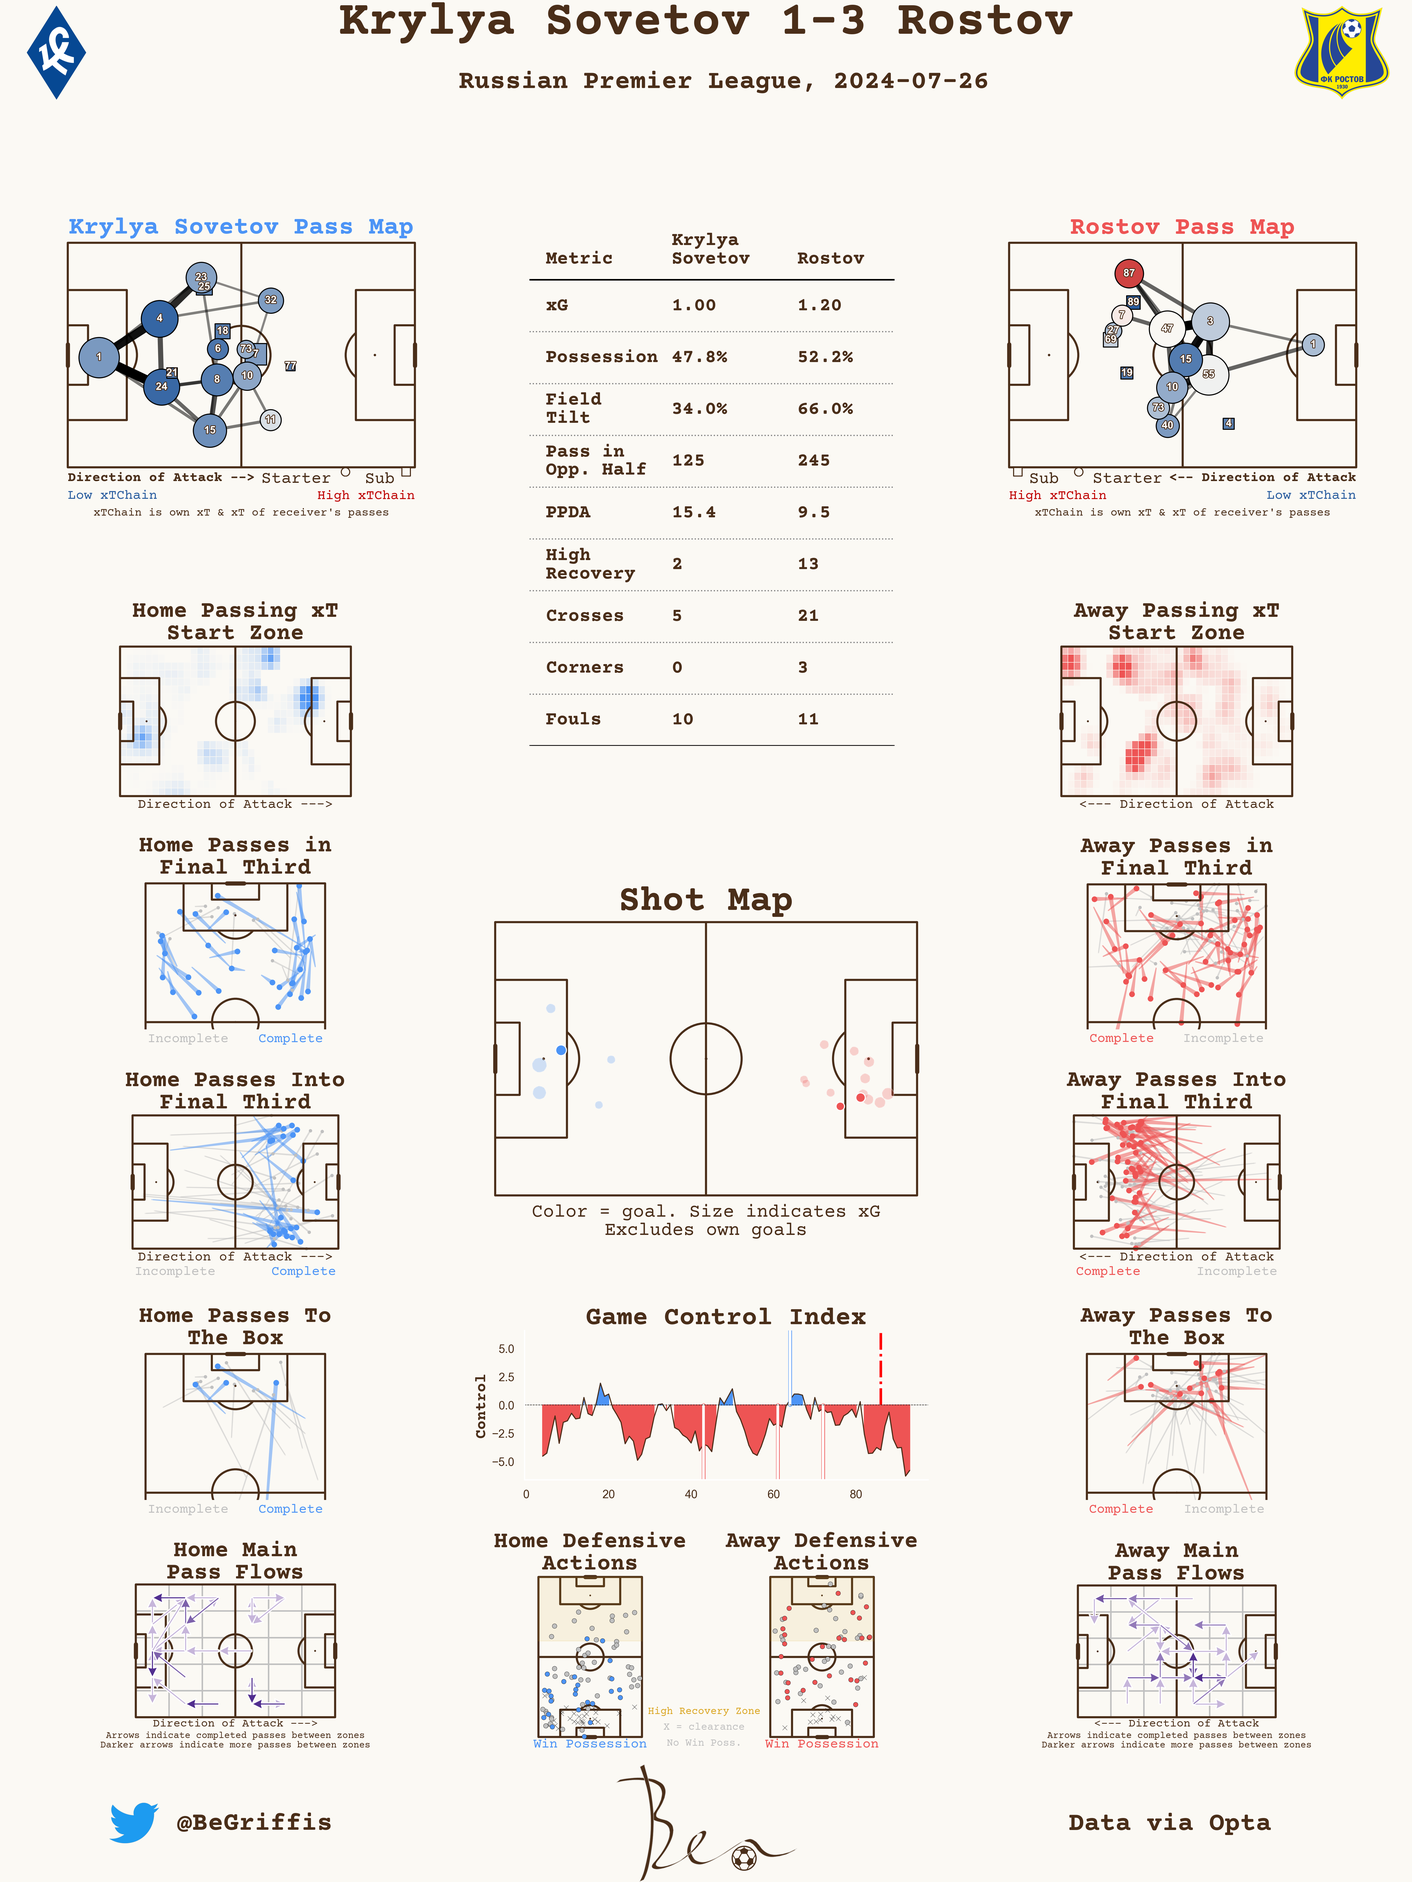 Krylya Sovetov 1-3 Rostov
Russian Premier League, 2024-07-26
ФК РОСТОВ
1930
Krylya Sovetov Pass Map
23
25
32
4
18
1
6
73
7
77
21
24
8
10
15
11
Direction of Attack --> Starter Sub
Low xTChain High xTChain
xTChain is own xT & xT of receiver's passes
Metric Krylya Sovetov Rostov
xG 1.00 1.20
Possession 47.8% 52.2%
Field Tilt 34.0% 66.0%
Pass in Opp. Half 125 245
PPDA 15.4 9.5
High Recovery 2 13
Crosses 5 21
Corners 0 3
Fouls 10 11
Rostov Pass Map
87
89
7
27
69
47
3
1
15
19
55
10
73
40
4
Sub Starter <-- Direction of Attack
High xTChain Low xTChain
xTChain is own xT & xT of receiver's passes
Home Passing xT
Start Zone
Direction of Attack --->
Away Passing xT
Start Zone
<--- Direction of Attack
Home Passes in
Final Third
Incomplete Complete
Away Passes in
Final Third
Complete Incomplete
Shot Map
Color = goal. Size indicates xG
Excludes own goals
Home Passes Into
Final Third
Direction of Attack --->
Incomplete Complete
Away Passes Into
Final Third
<--- Direction of Attack
Complete Incomplete
Home Passes To
The Box
Incomplete Complete
Game Control Index
Control
5.0
2.5
0.0
−2.5
−5.0
0 20 40 60 80
Away Passes To
The Box
Complete Incomplete
Home Main
Pass Flows
Direction of Attack --->
Arrows indicate completed passes between zones
Darker arrows indicate more passes between zones
Home Defensive
Actions
Win Possession
High Recovery Zone
X = clearance
No Win Poss.
Away Defensive
Actions
Win Possession
Away Main
Pass Flows
<--- Direction of Attack
Arrows indicate completed passes between zones
Darker arrows indicate more passes between zones
@BeGriffis
Ben
Data via Opta